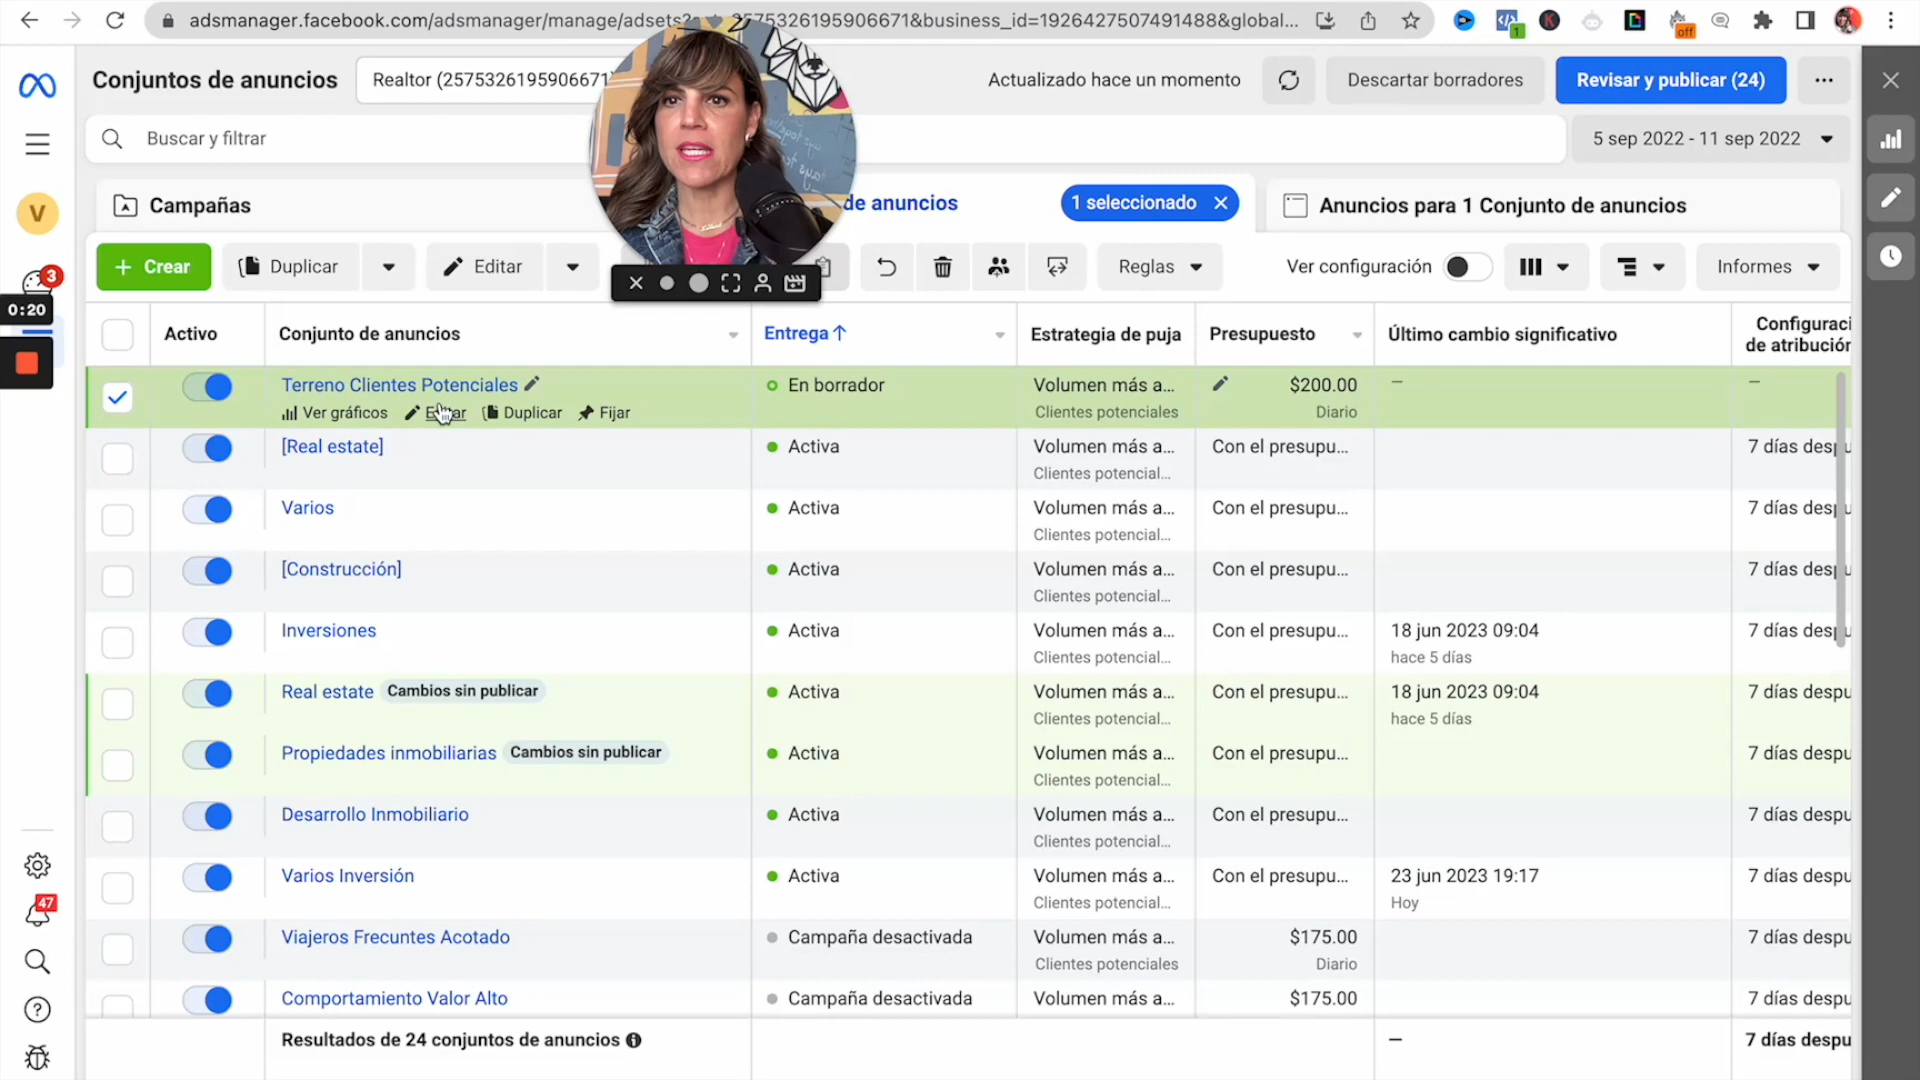 adsmanager.facebook.com/adsmanager/manage/adsets?
2575326195906671&business_id=1926427507491488&global...
1
off
Conjuntos de anuncios
Realtor (2575326195906671)
Actualizado hace un momento
Descartar borradores
Revisar y publicar (24)
Buscar y filtrar
5 sep 2022 - 11 sep 2022
V
Campañas
de anuncios
1 seleccionado
Anuncios para 1 Conjunto de anuncios
3
0:20
Crear
Duplicar
Editar
Reglas
Ver configuración
Informes
Activo
Conjunto de anuncios
Entrega
Estrategia de puja
Presupuesto
Último cambio significativo
Configuraci
de atribución
Terreno Clientes Potenciales
En borrador
Volumen más a...
$200.00
–
–
Ver gráficos
Editar
Duplicar
Fijar
Clientes potenciales
Diario
[Real estate]
Activa
Volumen más a...
Con el presupu...
7 días despu
Clientes potencial...
Varios
Activa
Volumen más a...
Con el presupu...
7 días despu
Clientes potencial...
[Construcción]
Activa
Volumen más a...
Con el presupu...
7 días despu
Clientes potencial...
Inversiones
Activa
Volumen más a...
Con el presupu...
18 jun 2023 09:04
7 días despu
Clientes potencial...
hace 5 días
Real estate
Cambios sin publicar
Activa
Volumen más a...
Con el presupu...
18 jun 2023 09:04
7 días despu
Clientes potencial...
hace 5 días
Propiedades inmobiliarias
Cambios sin publicar
Activa
Volumen más a...
Con el presupu...
7 días despu
Clientes potencial...
Desarrollo Inmobiliario
Activa
Volumen más a...
Con el presupu...
7 días despu
Clientes potencial...
Varios Inversión
Activa
Volumen más a...
Con el presupu...
23 jun 2023 19:17
7 días despu
Clientes potencial...
Hoy
47
Viajeros Frecuntes Acotado
Campaña desactivada
Volumen más a...
$175.00
7 días despu
Clientes potenciales
Diario
Comportamiento Valor Alto
Campaña desactivada
Volumen más a...
$175.00
7 días despu
Resultados de 24 conjuntos de anuncios
–
7 días despu